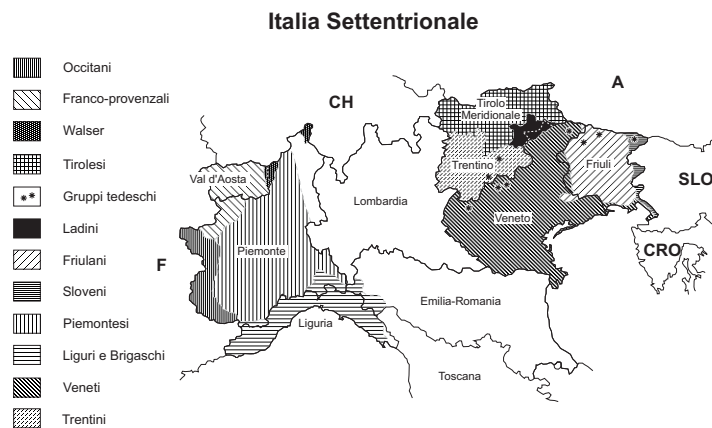 Italia Settentrionale
Occitani
Franco-provenzali
Walser
Tirolesi
Gruppi tedeschi
Ladini
Friulani
Sloveni
Piemontesi
Liguri e Brigaschi
Veneti
Trentini
CH
A
Tirolo
Meridionale
Trentino
Friuli
Val d'Aosta
SLO
Lombardia
Veneto
CRO
F
Piemonte
Emilia-Romania
Liguria
Toscana